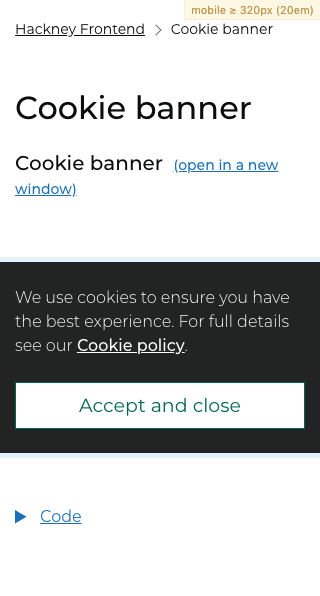 mobile ≥ 320px (20em)
Hackney Frontend > Cookie banner
Cookie banner
Cookie banner (open in a new
window)
We use cookies to ensure you have
the best experience. For full details
see our Cookie policy.
Accept and close
Code